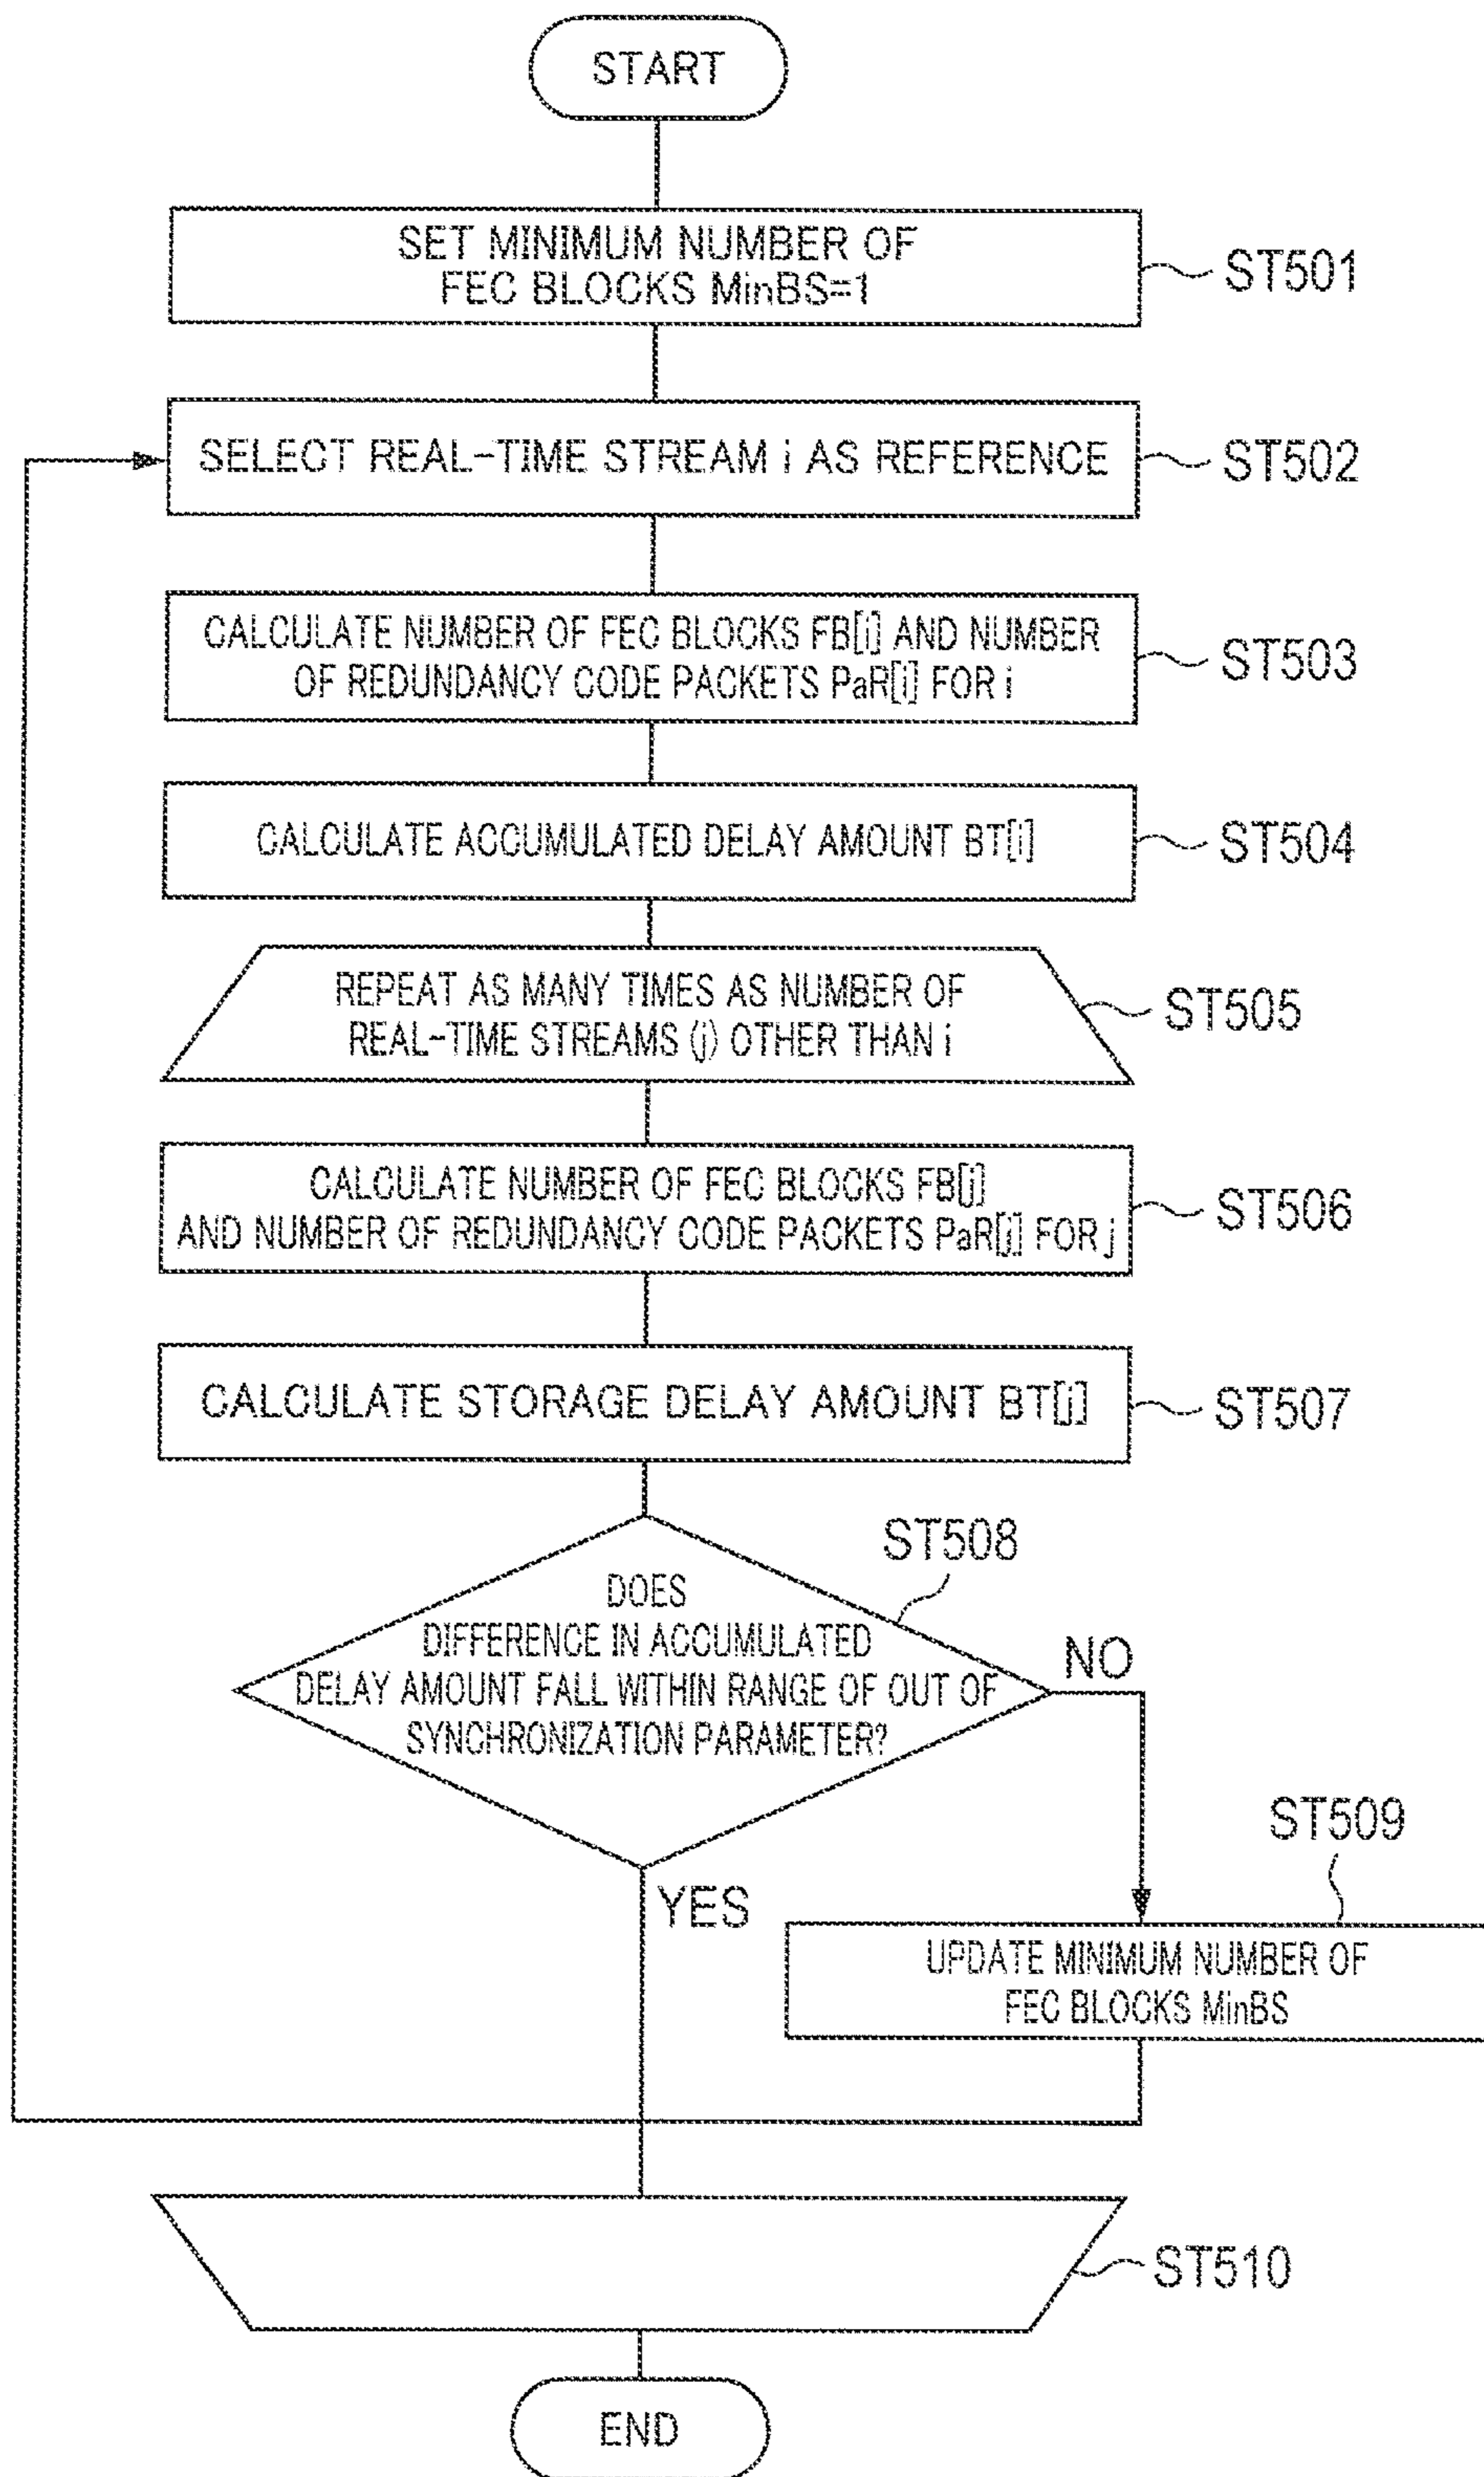 START
SET MINIMUM NUMBER OF
FEC BLOCKS MinBS=1
ST501
SELECT REAL-TIME STREAM i AS REFERENCE
ST502
CALCULATE NUMBER OF FEC BLOCKS FB[i] AND NUMBER
OF REDUNDANCY CODE PACKETS PaR[i] FOR i
ST503
CALCULATE ACCUMULATED DELAY AMOUNT BT[i]
ST504
REPEAT AS MANY TIMES AS NUMBER OF
REAL-TIME STREAMS (j) OTHER THAN i
ST505
CALCULATE NUMBER OF FEC BLOCKS FB[j]
AND NUMBER OF REDUNDANCY CODE PACKETS PaR[j] FOR j
ST506
CALCULATE STORAGE DELAY AMOUNT BT[j]
ST507
ST508
DOES
DIFFERENCE IN ACCUMULATED
DELAY AMOUNT FALL WITHIN RANGE OF OUT OF
SYNCHRONIZATION PARAMETER?
NO
YES
ST509
UPDATE MINIMUM NUMBER OF
FEC BLOCKS MinBS
ST510
END